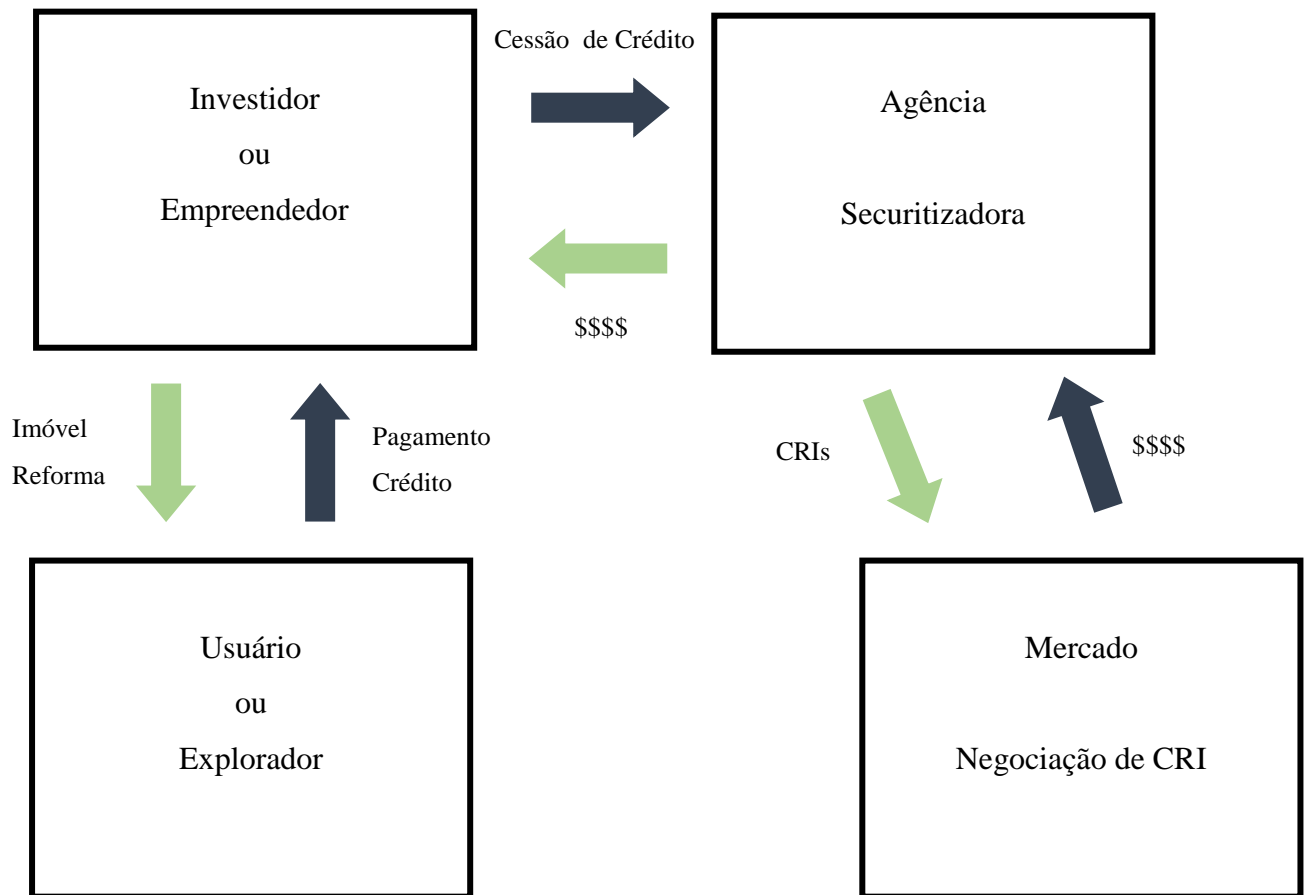 Cessão de Crédito
Investidor
ou
Empreendedor
Agência
Securitizadora
$$$$
Imóvel
Reforma
Pagamento
Crédito
CRIs
$$$$
Usuário
ou
Explorador
Mercado
Negociação de CRI